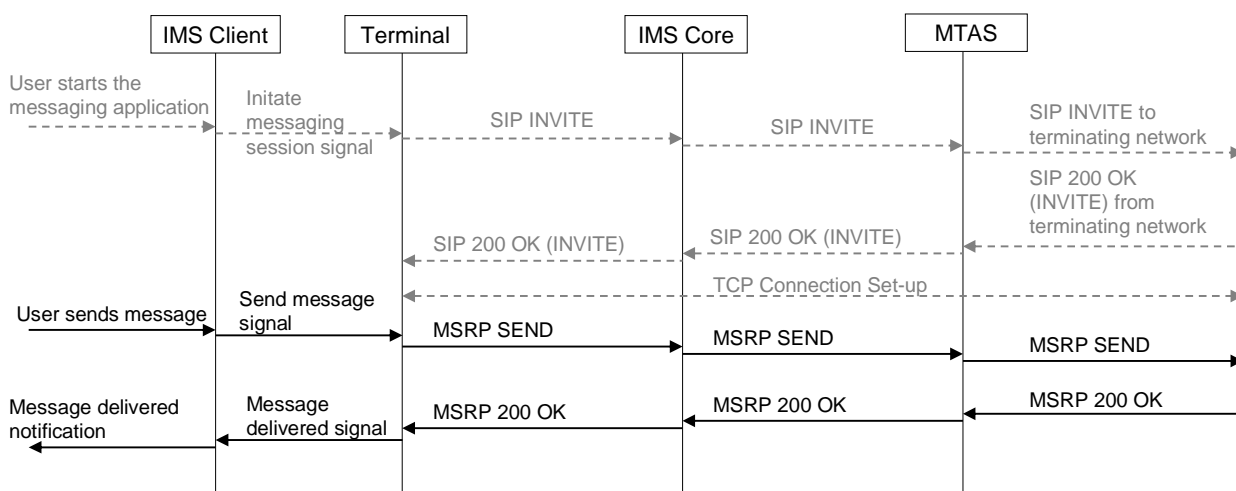 IMS Client
Terminal
IMS Core
MTAS
User starts the
messaging application
Initate
messaging
session signal
SIP INVITE
SIP INVITE
SIP INVITE to
terminating network
SIP 200 OK
(INVITE) from
terminating network
SIP 200 OK (INVITE)
SIP 200 OK (INVITE)
TCP Connection Set-up
User sends message
Send message
signal
MSRP SEND
MSRP SEND
MSRP SEND
Message delivered
notification
Message
delivered signal
MSRP 200 OK
MSRP 200 OK
MSRP 200 OK